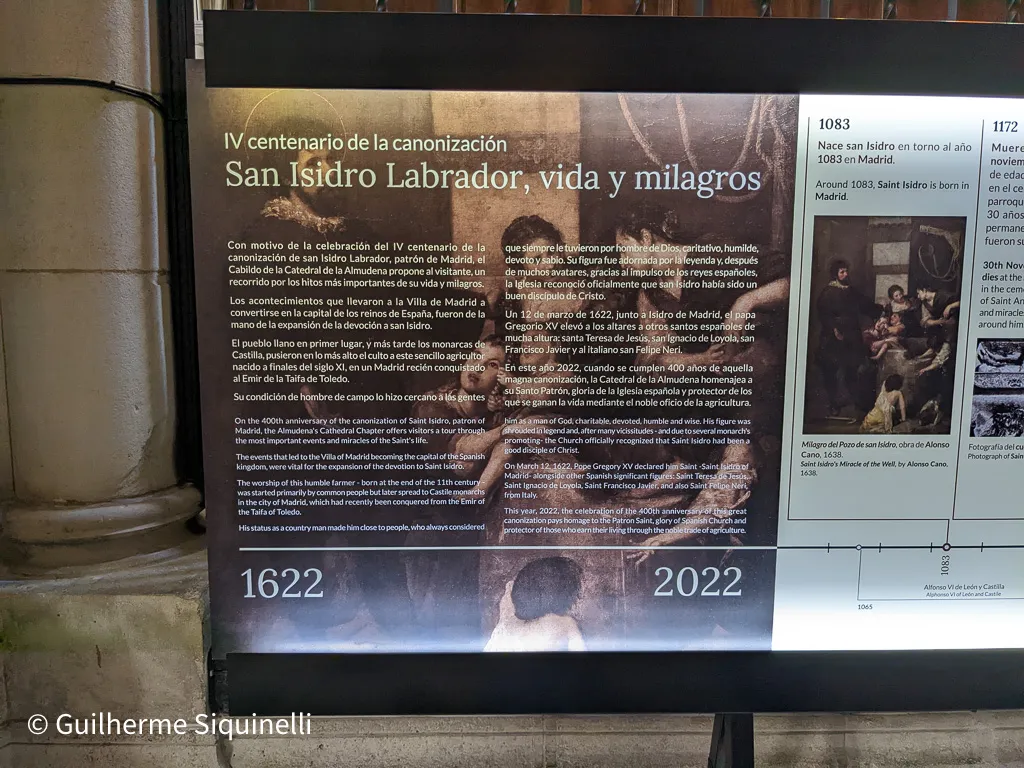 IV centenario de la canonización
San Isidro Labrador, vida y milagros
Con motivo de la celebración del IV centenario de la
canonización de san Isidro Labrador, patrón de Madrid, el
Cabildo de la Catedral de la Almudena propone al visitante, un
recorrido por los hitos más importantes de su vida y milagros.
Los acontecimientos que llevaron a la Villa de Madrid a
convertirse en la capital de los reinos de España, fueron de la
mano de la expansión de la devoción a san Isidro.
El pueblo llano en primer lugar, y más tarde los monarcas de
Castilla, pusieron en lo más alto el culto a este sencillo agricultor
nacido a finales del siglo XI, en un Madrid recién conquistado
al Emir de la Taifa de Toledo.
Su condición de hombre de campo lo hizo cercano a las gentes
que siempre le tuvieron por hombre de Dios, caritativo, humilde,
devoto y sabio. Su figura fue adornada por la leyenda y, después
de muchos avatares, gracias al impulso de los reyes españoles,
la Iglesia reconoció oficialmente que san Isidro había sido un
buen discípulo de Cristo.
Un 12 de marzo de 1622, junto a Isidro de Madrid, el papa
Gregorio XV elevó a los altares a otros santos españoles de
mucha altura: santa Teresa de Jesús, san Ignacio de Loyola, san
Francisco Javier y al italiano san Felipe Neri.
En este año 2022, cuando se cumplen 400 años de aquella
magna canonización, la Catedral de la Almudena homenajea a
su Santo Patrón, gloria de la Iglesia española y protector de los
que se ganan la vida mediante el noble oficio de la agricultura.
On the 400th anniversary of the canonization of Saint Isidro, patron of
Madrid, the Almudena's Cathedral Chapter offers visitors a tour through
the most important events and miracles of the Saint's life.
The events that led to the Villa of Madrid becoming the capital of the Spanish
kingdom, were vital for the expansion of the devotion to Saint Isidro.
The worship of this humble farmer - born at the end of the 11th century -
was started primarily by common people but later spread to Castile monarchs
in the city of Madrid, which had recently been conquered from the Emir of
the Taifa of Toledo.
His status as a country man made him close to people, who always considered
him as a man of God, charitable, devoted, humble and wise. His figure was
shrouded in legend and, after many vicissitudes - and due to several monarch's
promoting- the Church officially recognized that Saint Isidro had been a
good disciple of Christ.
On March 12, 1622, Pope Gregory XV declared him Saint -Saint Isidro of
Madrid- alongside other Spanish significant figures: Saint Teresa de Jesús,
Saint Ignacio de Loyola, Saint Francisco Javier, and also Saint Felipe Neri,
from Italy.
This year, 2022, the celebration of the 400th anniversary of this great
canonization pays homage to the Patron Saint, glory of Spanish Church and
protector of those who earn their living through the noble trade of agriculture.
1622
2022
1083
Nace san Isidro en torno al año
1083 en Madrid.
Around 1083, Saint Isidro is born in
Madrid.
Milagro del Pozo de san Isidro, obra de Alonso
Cano, 1638.
Saint Isidro's Miracle of the Well, by Alonso Cano,
1638.
1083
Alfonso VI de León y Castilla
Alphonso VI of León and Castile
1065
1172
Muere
noviem
de edad
en el ce
parroqu
30 años
permane
fueron su
30th Nov
dies at the
in the ceme
of Saint An
and miracle
around him
Fotografía del cu
Photograph of Sain
© Guilherme Siquinelli